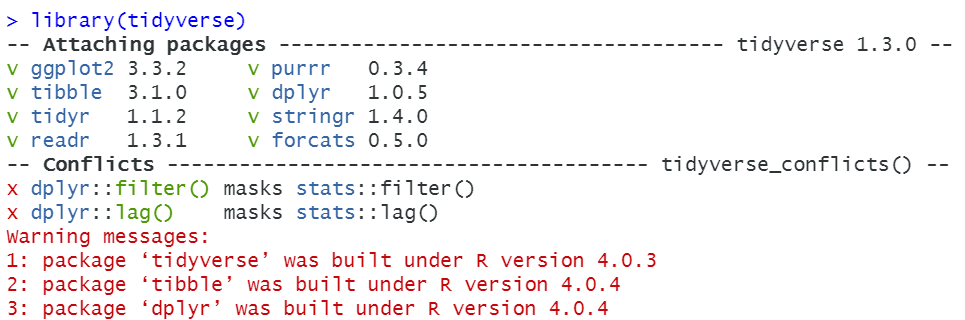 > library(tidyverse)
-- Attaching packages ------------------------------------- tidyverse 1.3.0 --
v ggplot2 3.3.2     v purrr   0.3.4
v tibble  3.1.0     v dplyr   1.0.5
v tidyr   1.1.2     v stringr 1.4.0
v readr   1.3.1     v forcats 0.5.0
-- Conflicts ---------------------------------------- tidyverse_conflicts() --
x dplyr::filter() masks stats::filter()
x dplyr::lag()    masks stats::lag()
Warning messages:
1: package ‘tidyverse’ was built under R version 4.0.3
2: package ‘tibble’ was built under R version 4.0.4
3: package ‘dplyr’ was built under R version 4.0.4